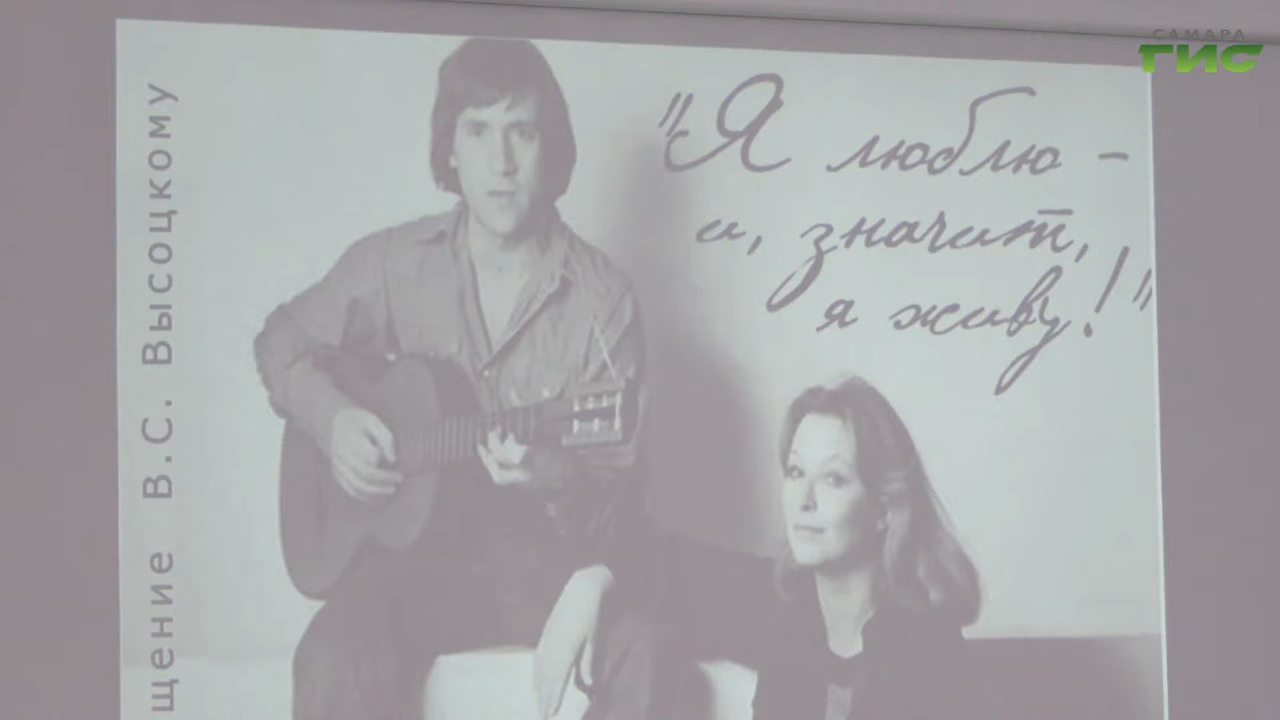 САМАРА
ГИС
"Я люблю –
и, значит,
я живу!"
щение В.С. Высоцкому